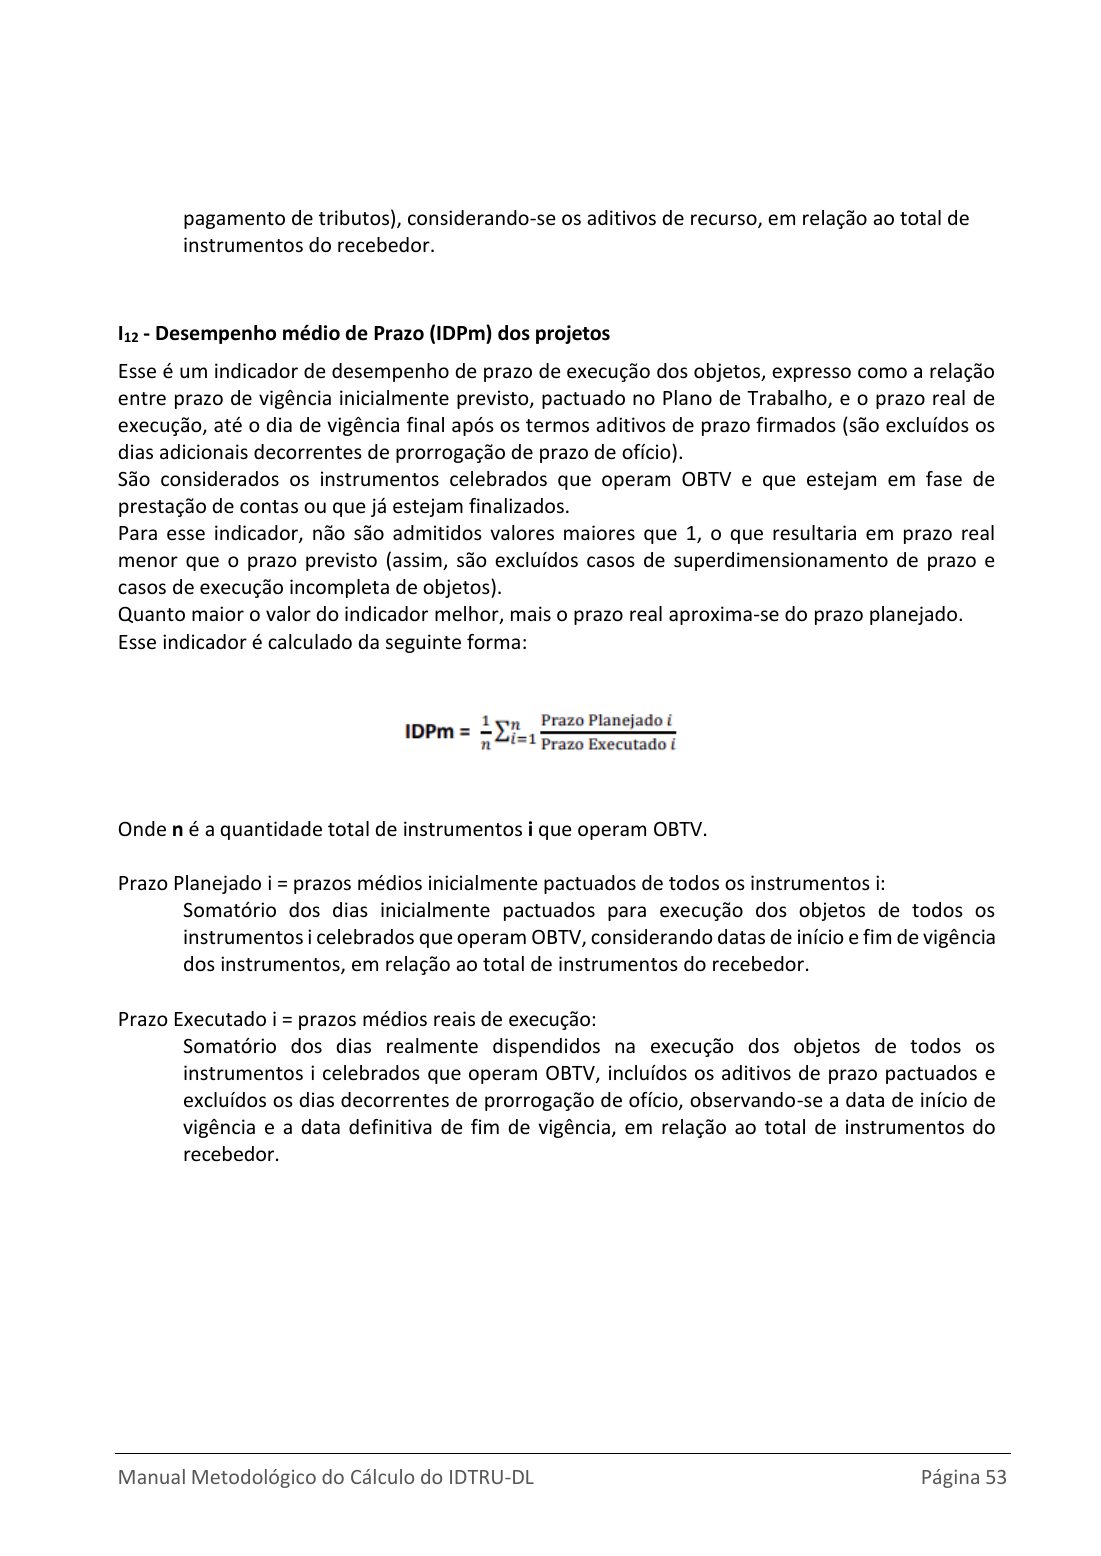 pagamento de tributos), considerando-se os aditivos de recurso, em relação ao total de
instrumentos do recebedor.
I₁₂ - Desempenho médio de Prazo (IDPm) dos projetos
Esse é um indicador de desempenho de prazo de execução dos objetos, expresso como a relação
entre prazo de vigência inicialmente previsto, pactuado no Plano de Trabalho, e o prazo real de
execução, até o dia de vigência final após os termos aditivos de prazo firmados (são excluídos os
dias adicionais decorrentes de prorrogação de prazo de ofício).
São considerados os instrumentos celebrados que operam OBTV e que estejam em fase de
prestação de contas ou que já estejam finalizados.
Para esse indicador, não são admitidos valores maiores que 1, o que resultaria em prazo real
menor que o prazo previsto (assim, são excluídos casos de superdimensionamento de prazo e
casos de execução incompleta de objetos).
Quanto maior o valor do indicador melhor, mais o prazo real aproxima-se do prazo planejado.
Esse indicador é calculado da seguinte forma:
IDPm = 1/n ∑ⁿᵢ₌₁ Prazo Planejado i / Prazo Executado i
Onde n é a quantidade total de instrumentos i que operam OBTV.
Prazo Planejado i = prazos médios inicialmente pactuados de todos os instrumentos i:
Somatório dos dias inicialmente pactuados para execução dos objetos de todos os
instrumentos i celebrados que operam OBTV, considerando datas de início e fim de vigência
dos instrumentos, em relação ao total de instrumentos do recebedor.
Prazo Executado i = prazos médios reais de execução:
Somatório dos dias realmente dispendidos na execução dos objetos de todos os
instrumentos i celebrados que operam OBTV, incluídos os aditivos de prazo pactuados e
excluídos os dias decorrentes de prorrogação de ofício, observando-se a data de início de
vigência e a data definitiva de fim de vigência, em relação ao total de instrumentos do
recebedor.
Manual Metodológico do Cálculo do IDTRU-DL Página 53